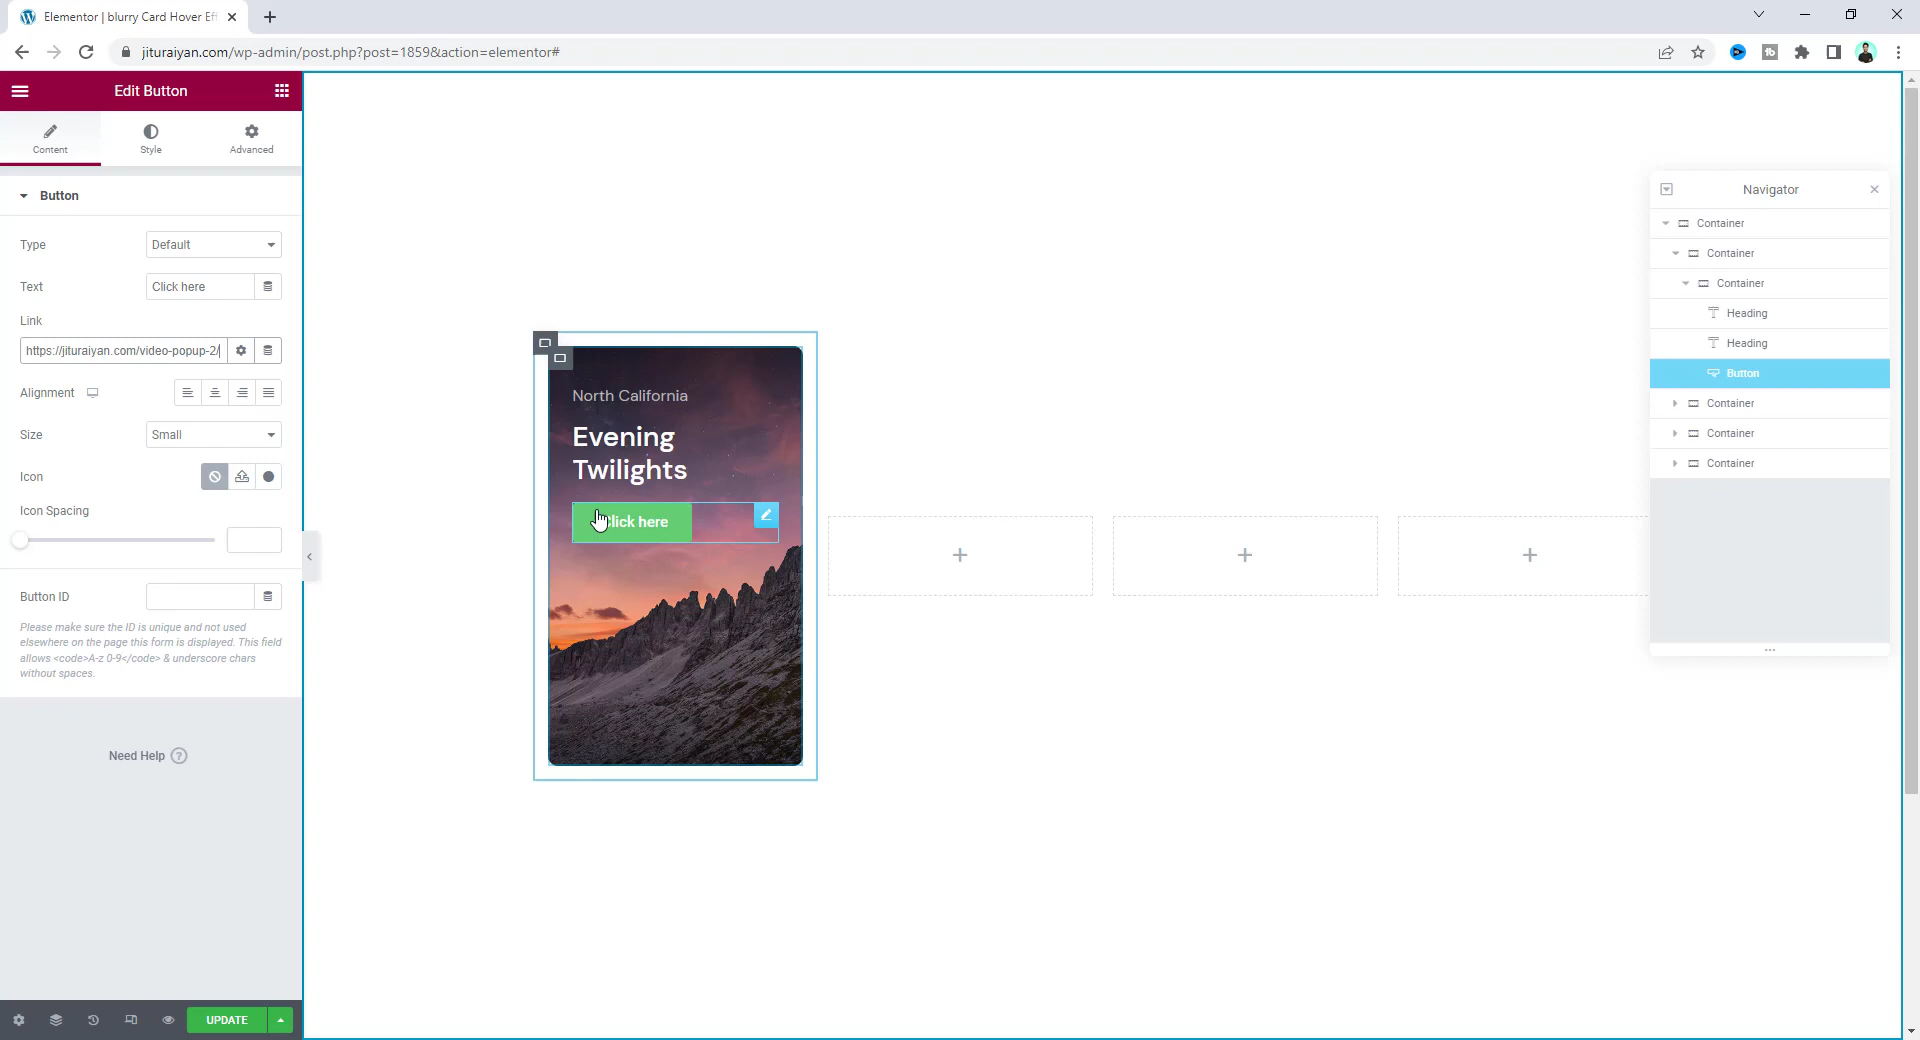 Elementor | blurry Card Hover Eff
jituraiyan.com/wp-admin/post.php?post=1859&action=elementor#
Edit Button
Content
Style
Advanced
Button
Type
Default
Text
Click here
Link
https://jituraiyan.com/video-popup-2/
Alignment
Size
Small
Icon
Icon Spacing
Button ID
Please make sure the ID is unique and not used
elsewhere on the page this form is displayed. This field
allows <code>A-z 0-9</code> & underscore chars
without spaces.
Need Help ?
UPDATE
North California
Evening
Twilights
Click here
Navigator
Container
Container
Container
Heading
Heading
Button
Container
Container
Container